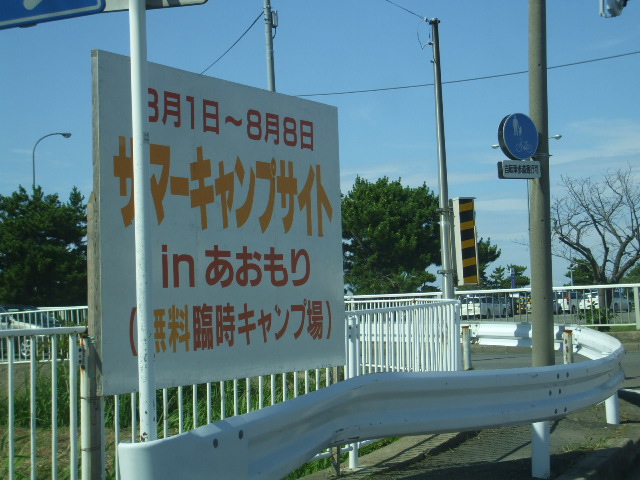 8月1日～8月8日
サマーキャンプサイト
in あおもり
(無料臨時キャンプ場)